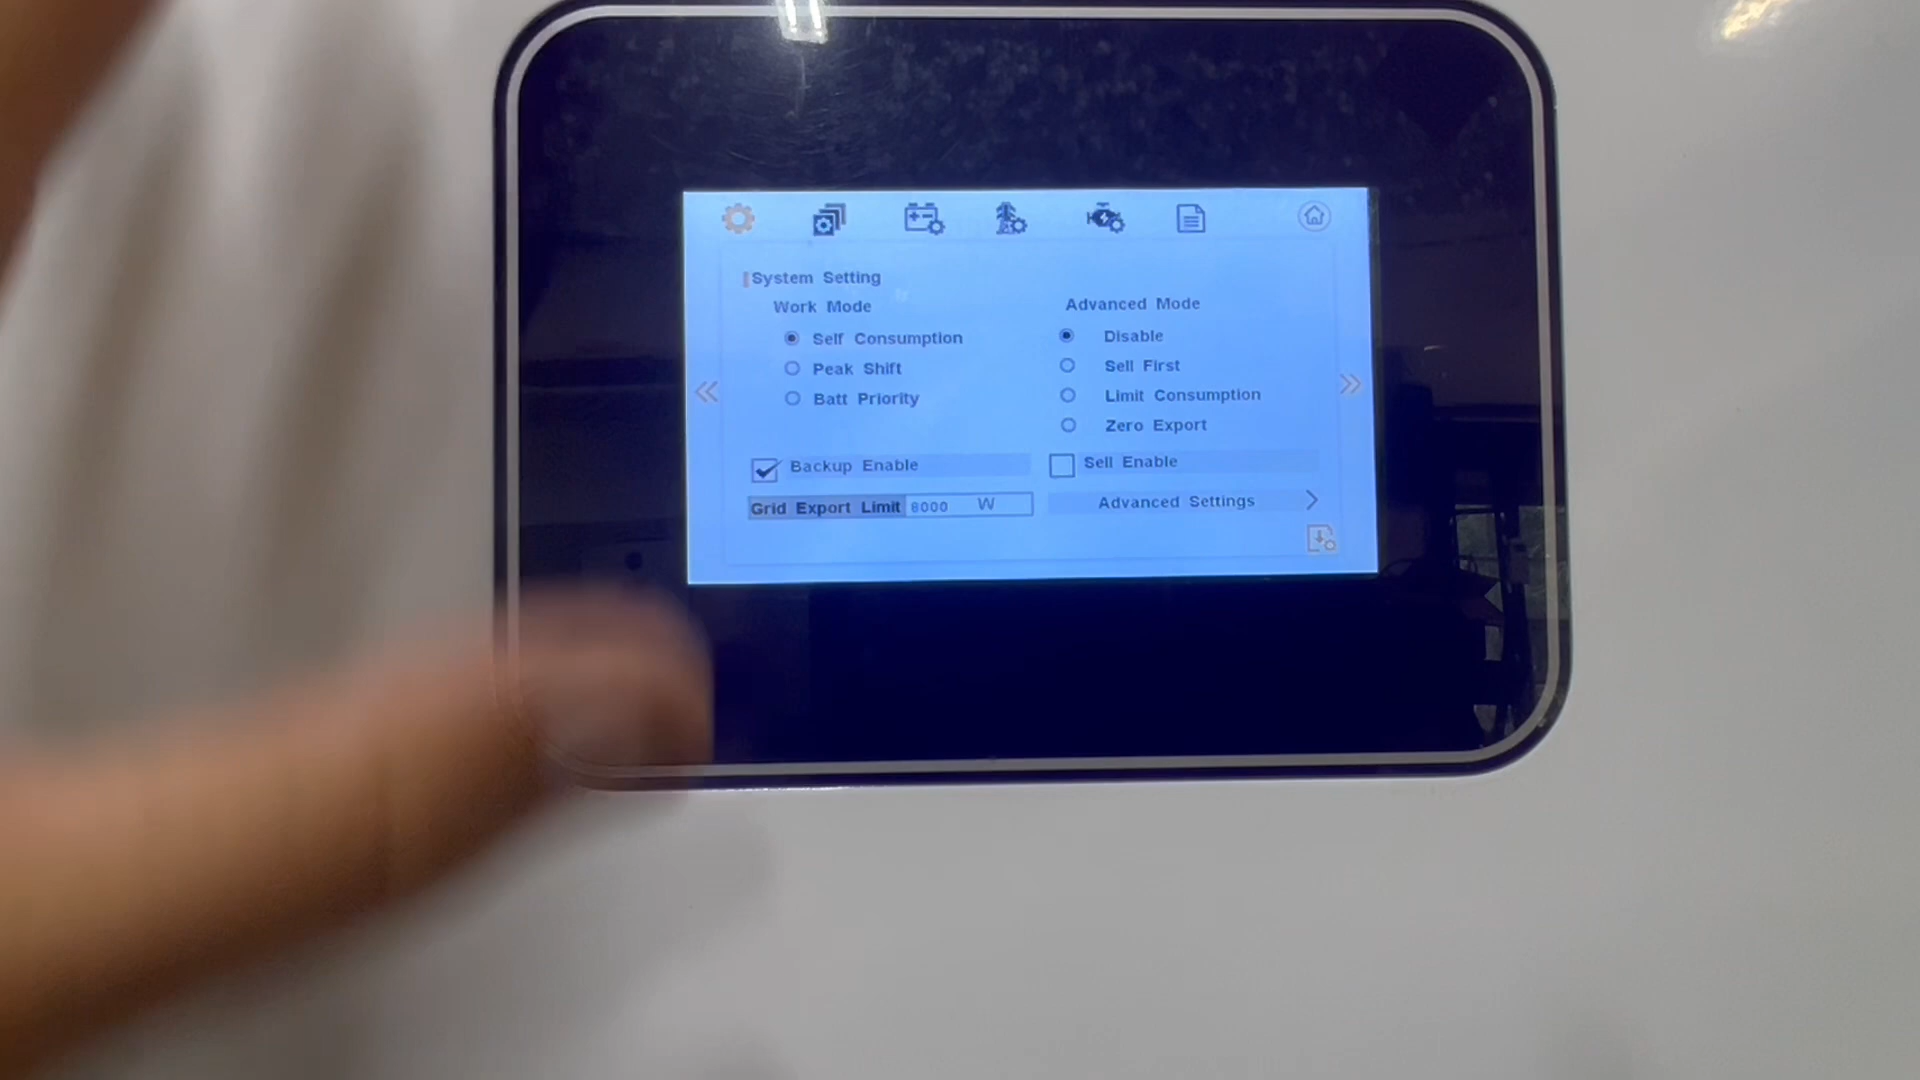 System Setting
Work Mode
Self Consumption
Peak Shift
Batt Priority
Advanced Mode
Disable
Sell First
Limit Consumption
Zero Export
Backup Enable
Sell Enable
Grid Export Limit 8000 W
Advanced Settings